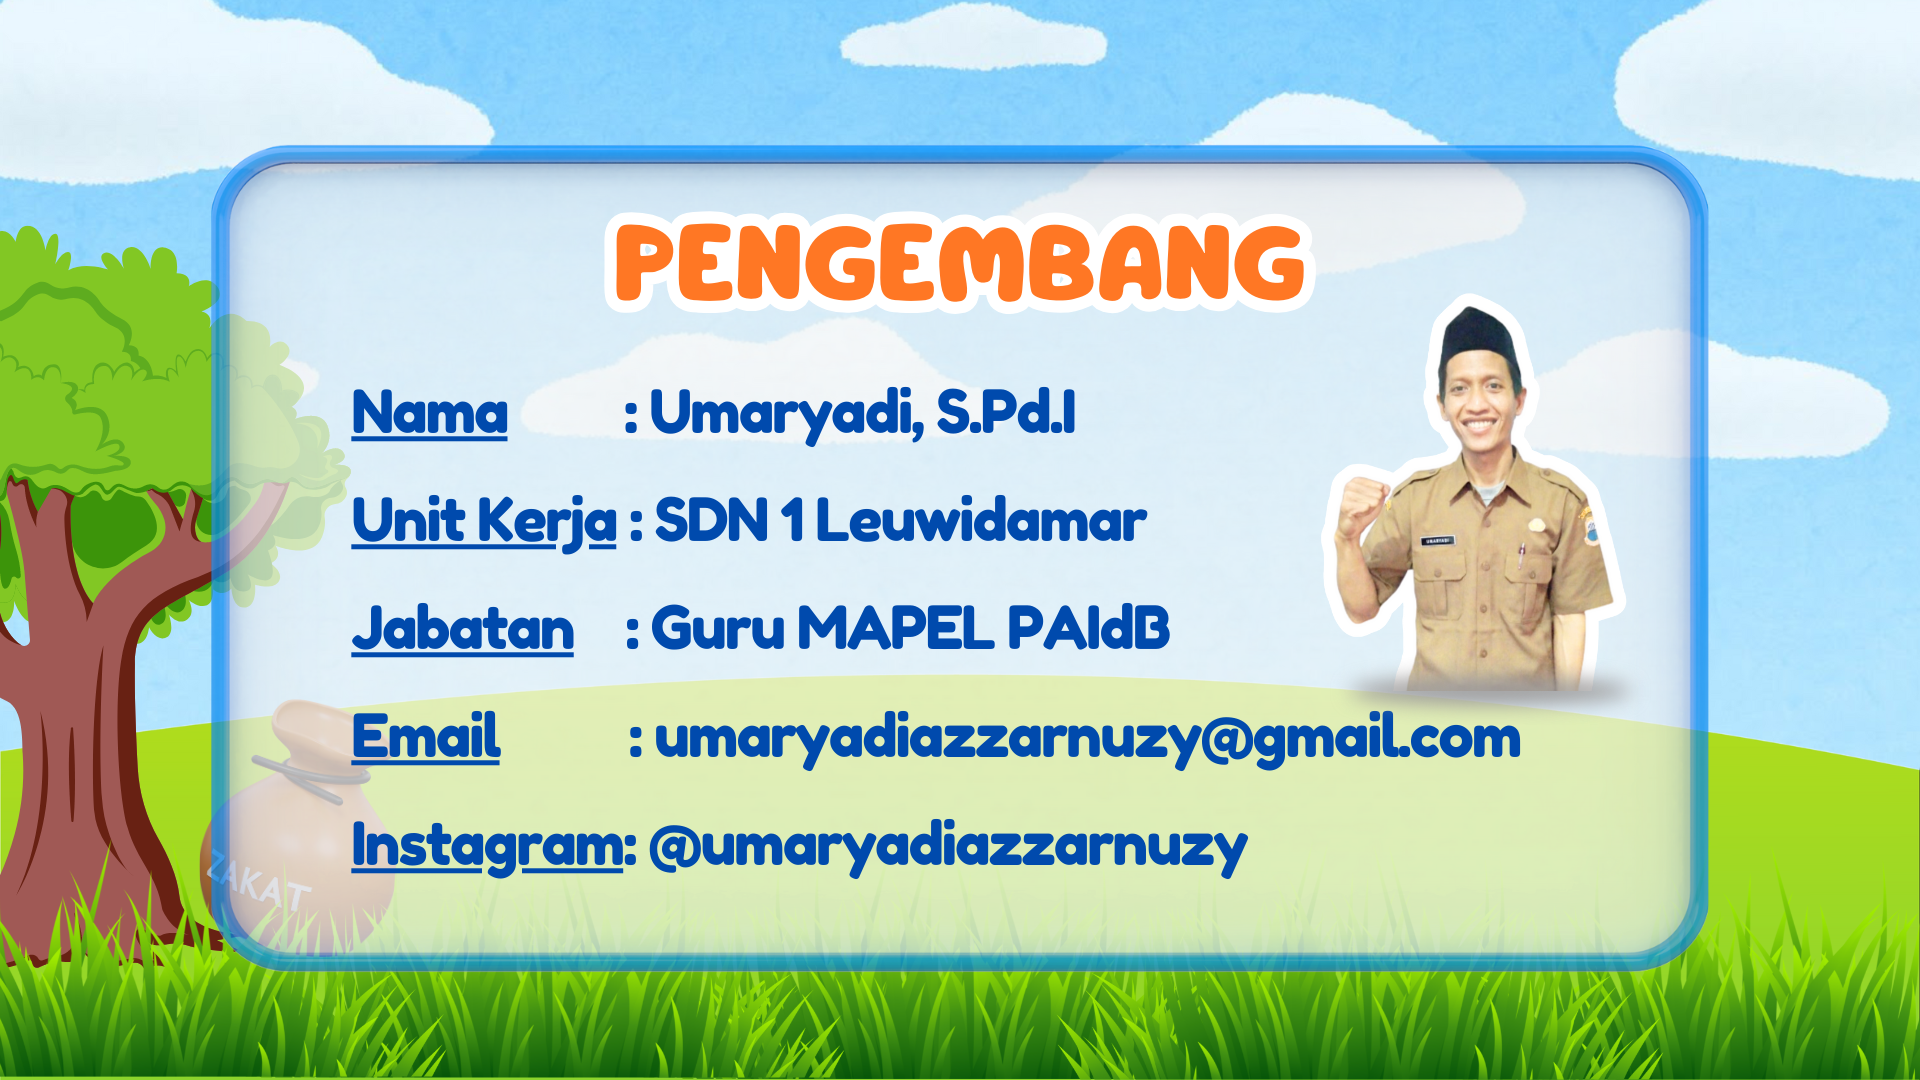 PENGEMBANG
Nama : Umaryadi, S.Pd.I
Unit Kerja : SDN 1 Leuwidamar
Jabatan : Guru MAPEL PAIdB
Email : umaryadiazzarnuzy@gmail.com
Instagram: @umaryadiazzarnuzy
ZAKAT
UMARYADI